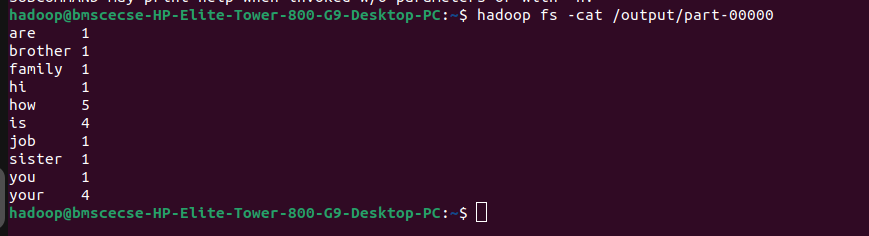 hadoop@bmscecse-HP-Elite-Tower-800-G9-Desktop-PC:~$ hadoop fs -cat /output/part-00000
are 1
brother 1
family 1
hi 1
how 5
is 4
job 1
sister 1
you 1
your 4
hadoop@bmscecse-HP-Elite-Tower-800-G9-Desktop-PC:~$